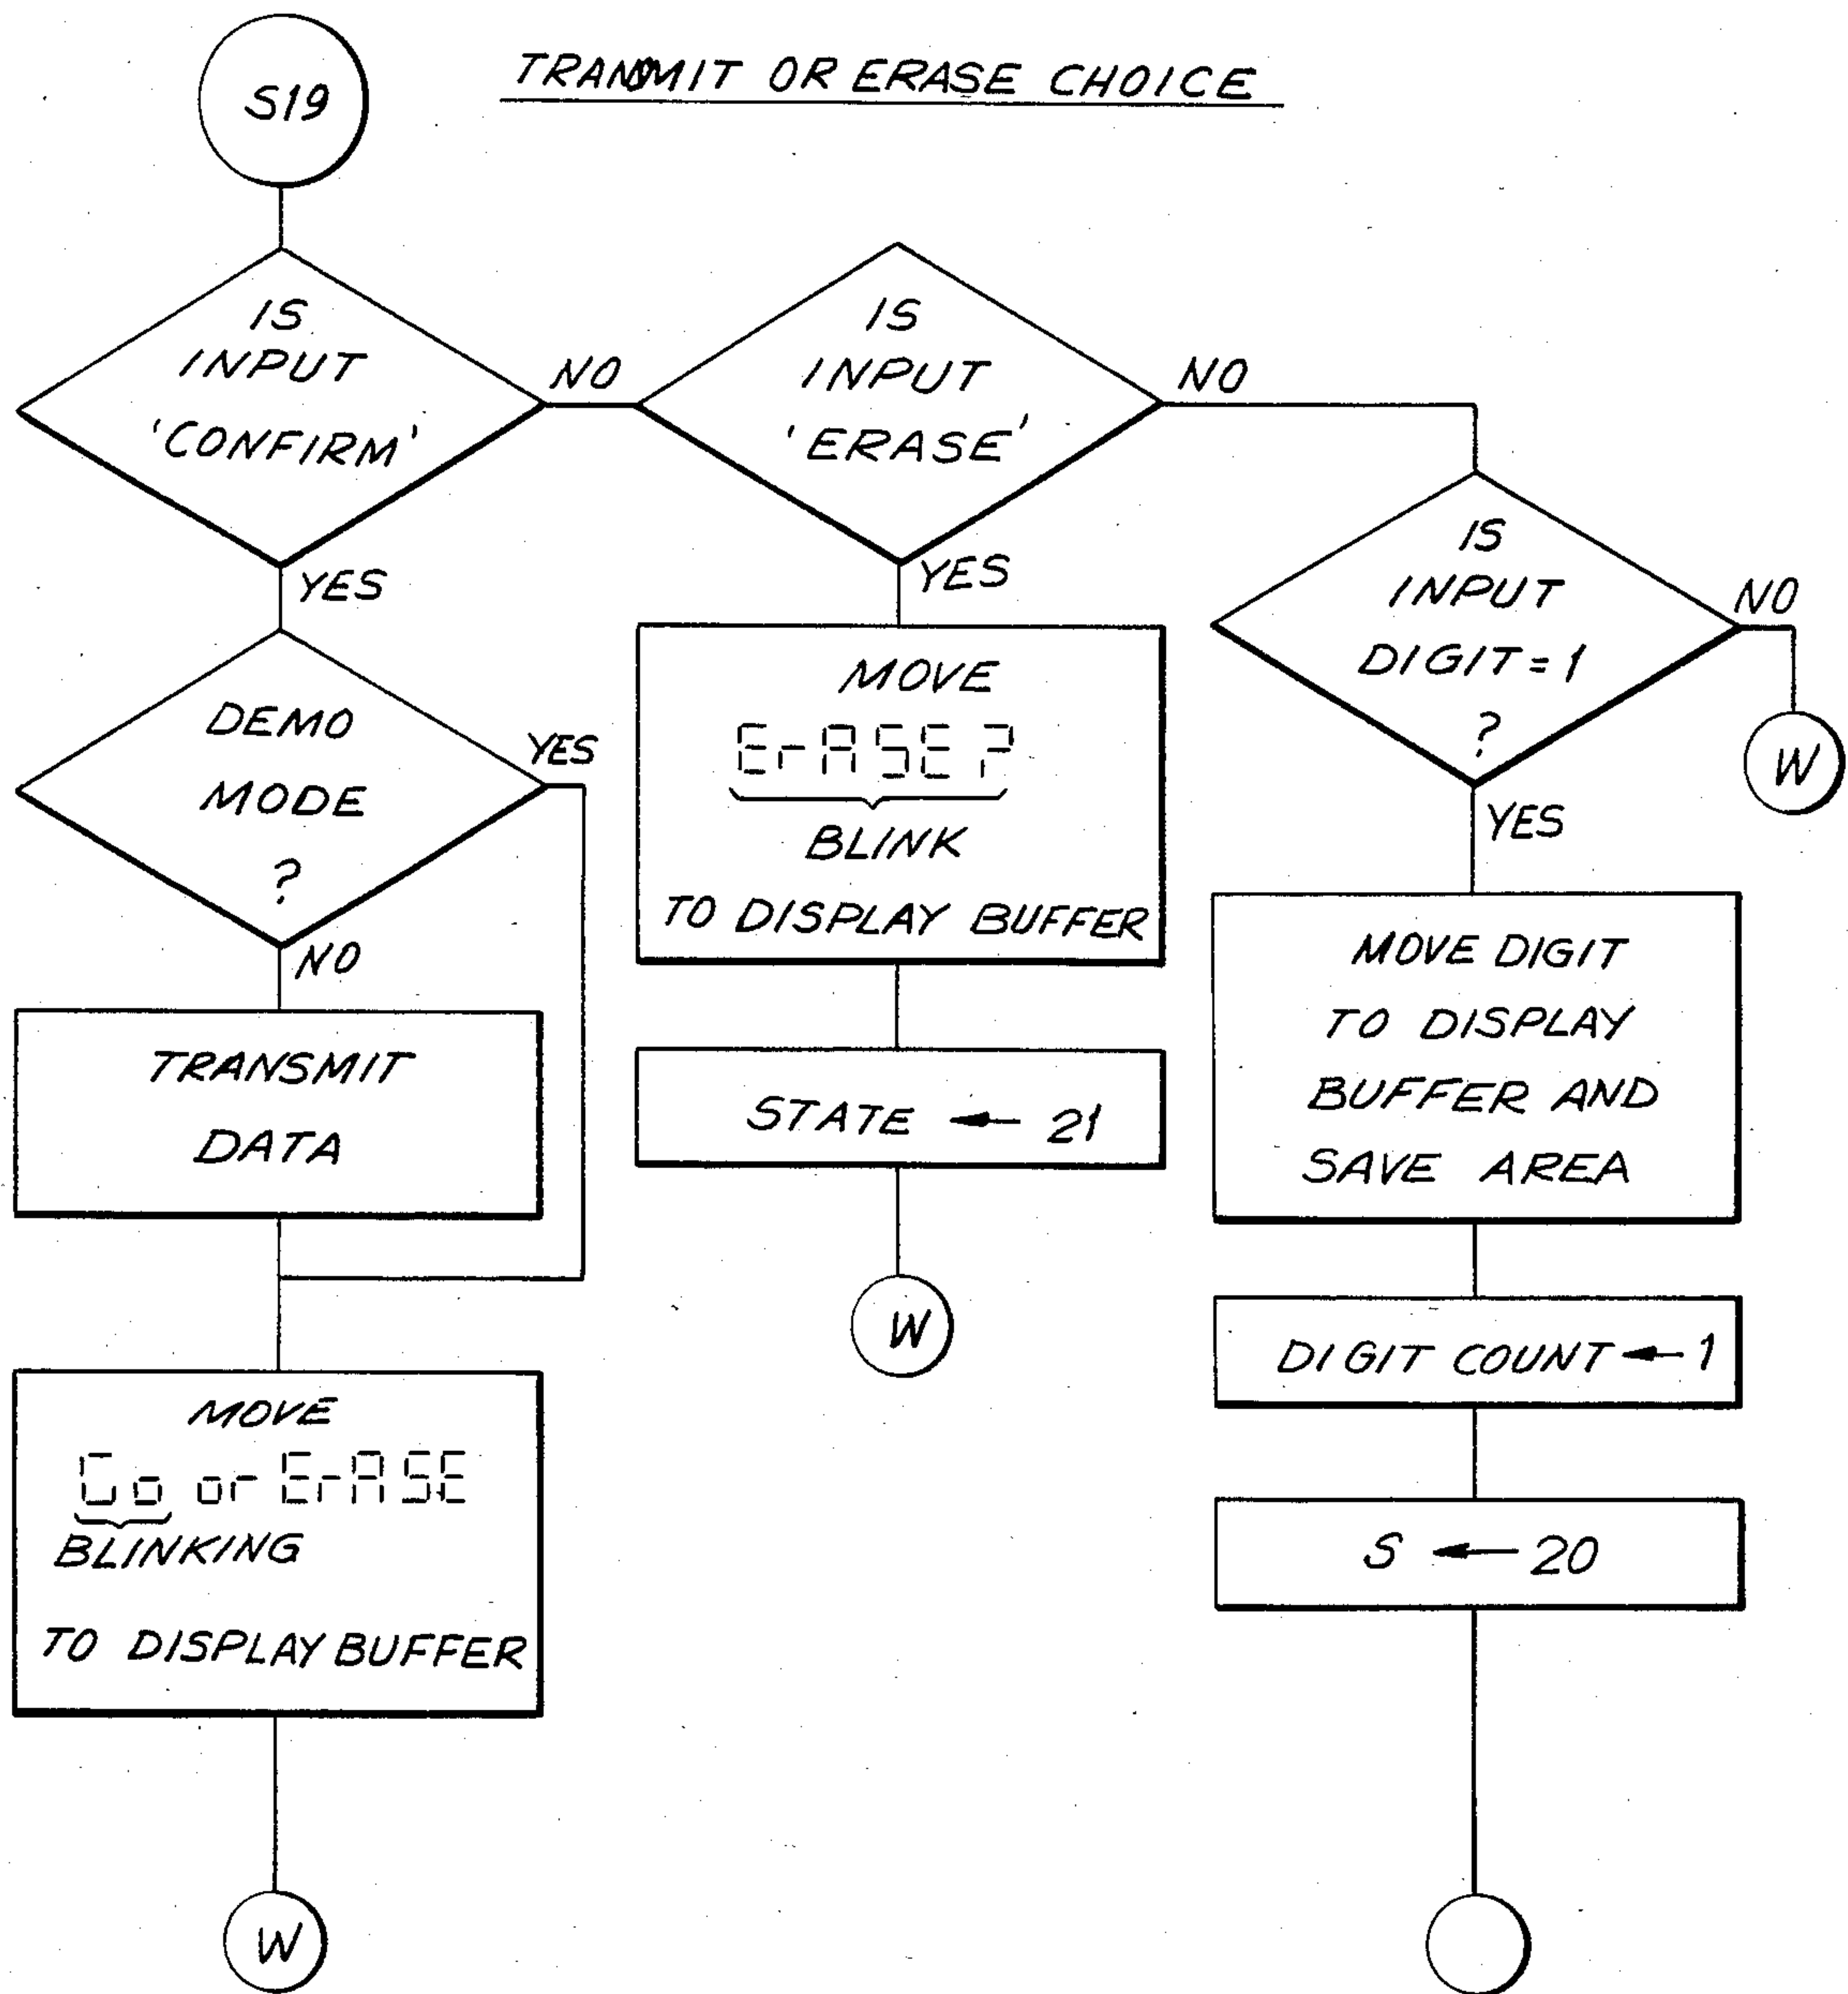 S19
TRANSMIT OR ERASE CHOICE
IS
INPUT
'CONFIRM'
NO
YES
IS
INPUT
'ERASE'
NO
YES
IS
INPUT
DIGIT=1
?
NO
W
YES
DEMO
MODE
?
YES
NO
TRANSMIT
DATA
MOVE
Go or ErASE
BLINKING
TO DISPLAY BUFFER
W
MOVE
ErASE?
BLINK
TO DISPLAY BUFFER
STATE ← 21
W
MOVE DIGIT
TO DISPLAY
BUFFER AND
SAVE AREA
DIGIT COUNT ← 1
S ← 20